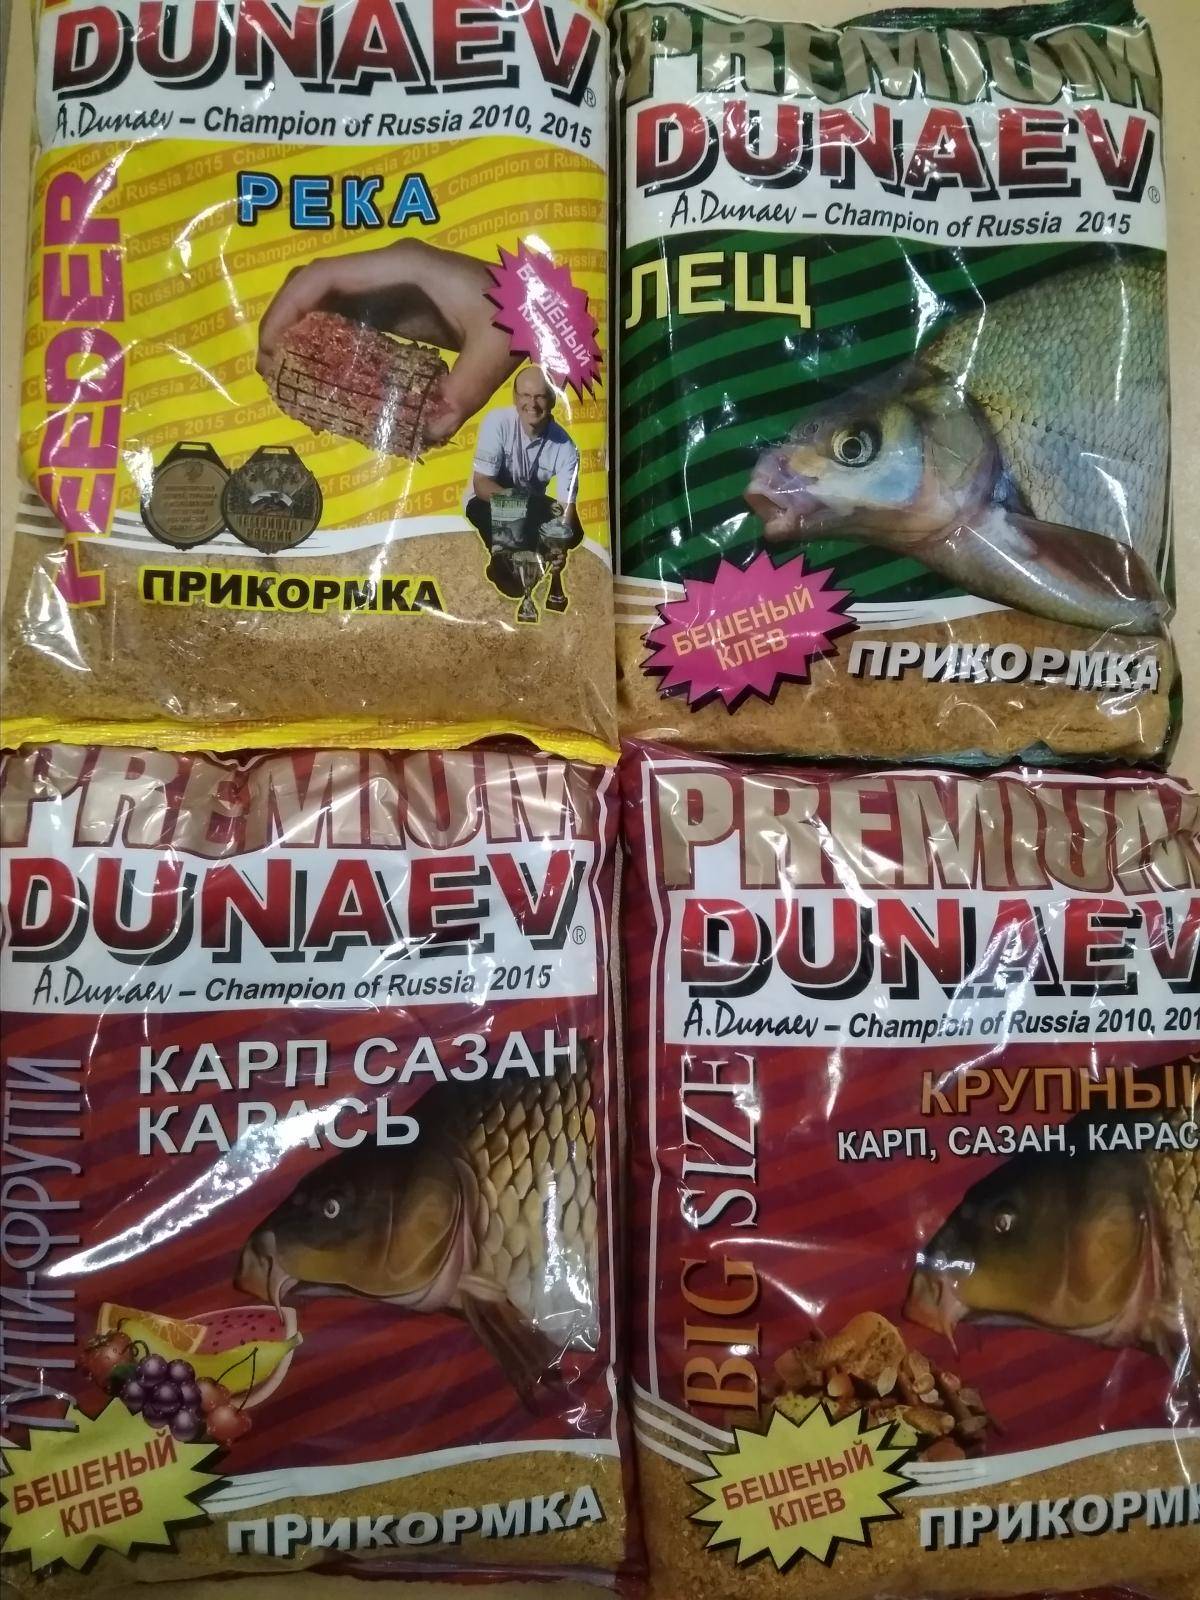 DUNAEV®
A.Dunaev – Champion of Russia 2010, 2015
FEEDER
РЕКА
БЕШЕНЫЙ
КЛЕВ
ПРИКОРМКА
PREMIUM
DUNAEV®
A.Dunaev – Champion of Russia 2015
ЛЕЩ
БЕШЕНЫЙ
КЛЕВ
ПРИКОРМКА
PREMIUM
DUNAEV®
A.Dunaev – Champion of Russia 2015
ТУТТИ-ФРУТТИ
КАРП САЗАН
КАРАСЬ
БЕШЕНЫЙ
КЛЕВ
ПРИКОРМКА
PREMIUM
DUNAEV
A.Dunaev – Champion of Russia 2010, 201
BIG SIZE
КРУПНЫЙ
КАРП, САЗАН, КАРАС
БЕШЕНЫЙ
КЛЕВ
ПРИКОРМК